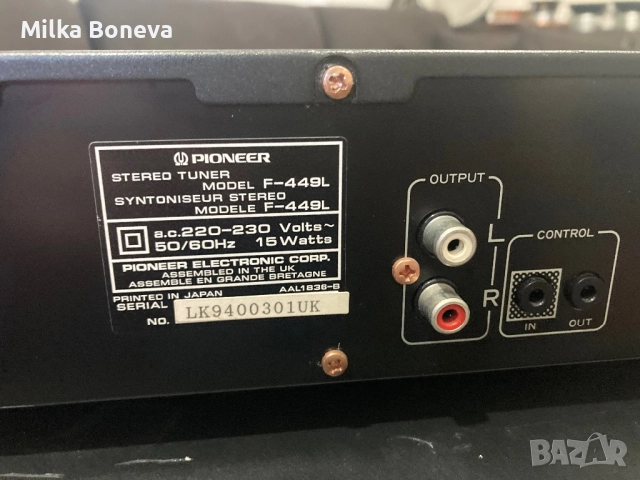 Milka Boneva
PIONEER
STEREO TUNER
MODEL F-449L
SYNTONISEUR STEREO
MODELE F-449L
a.c.220-230 Volts~
50/60Hz 15Watts
PIONEER ELECTRONIC CORP.
ASSEMBLED IN THE UK
ASSEMBLE EN GRANDE BRETAGNE
PRINTED IN JAPAN AAL1836-B
SERIAL
NO. LK9400301UK
OUTPUT
L
R
CONTROL
IN OUT
BAZAR